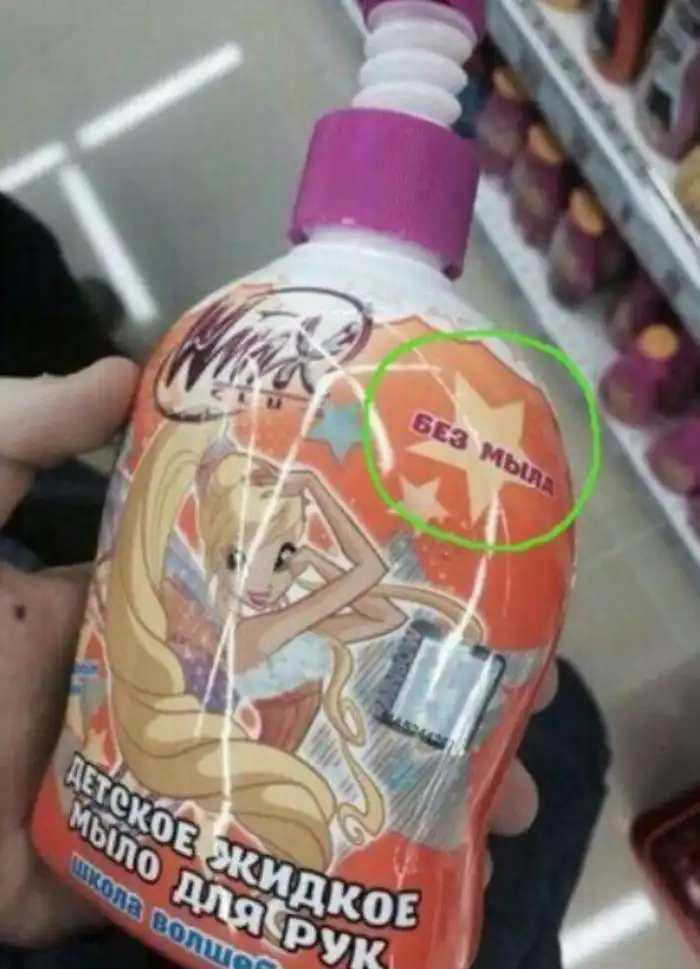 Winx
CLUB
БЕЗ МЫЛА
ДЕТСКОЕ ЖИДКОЕ
МЫЛО ДЛЯ РУК